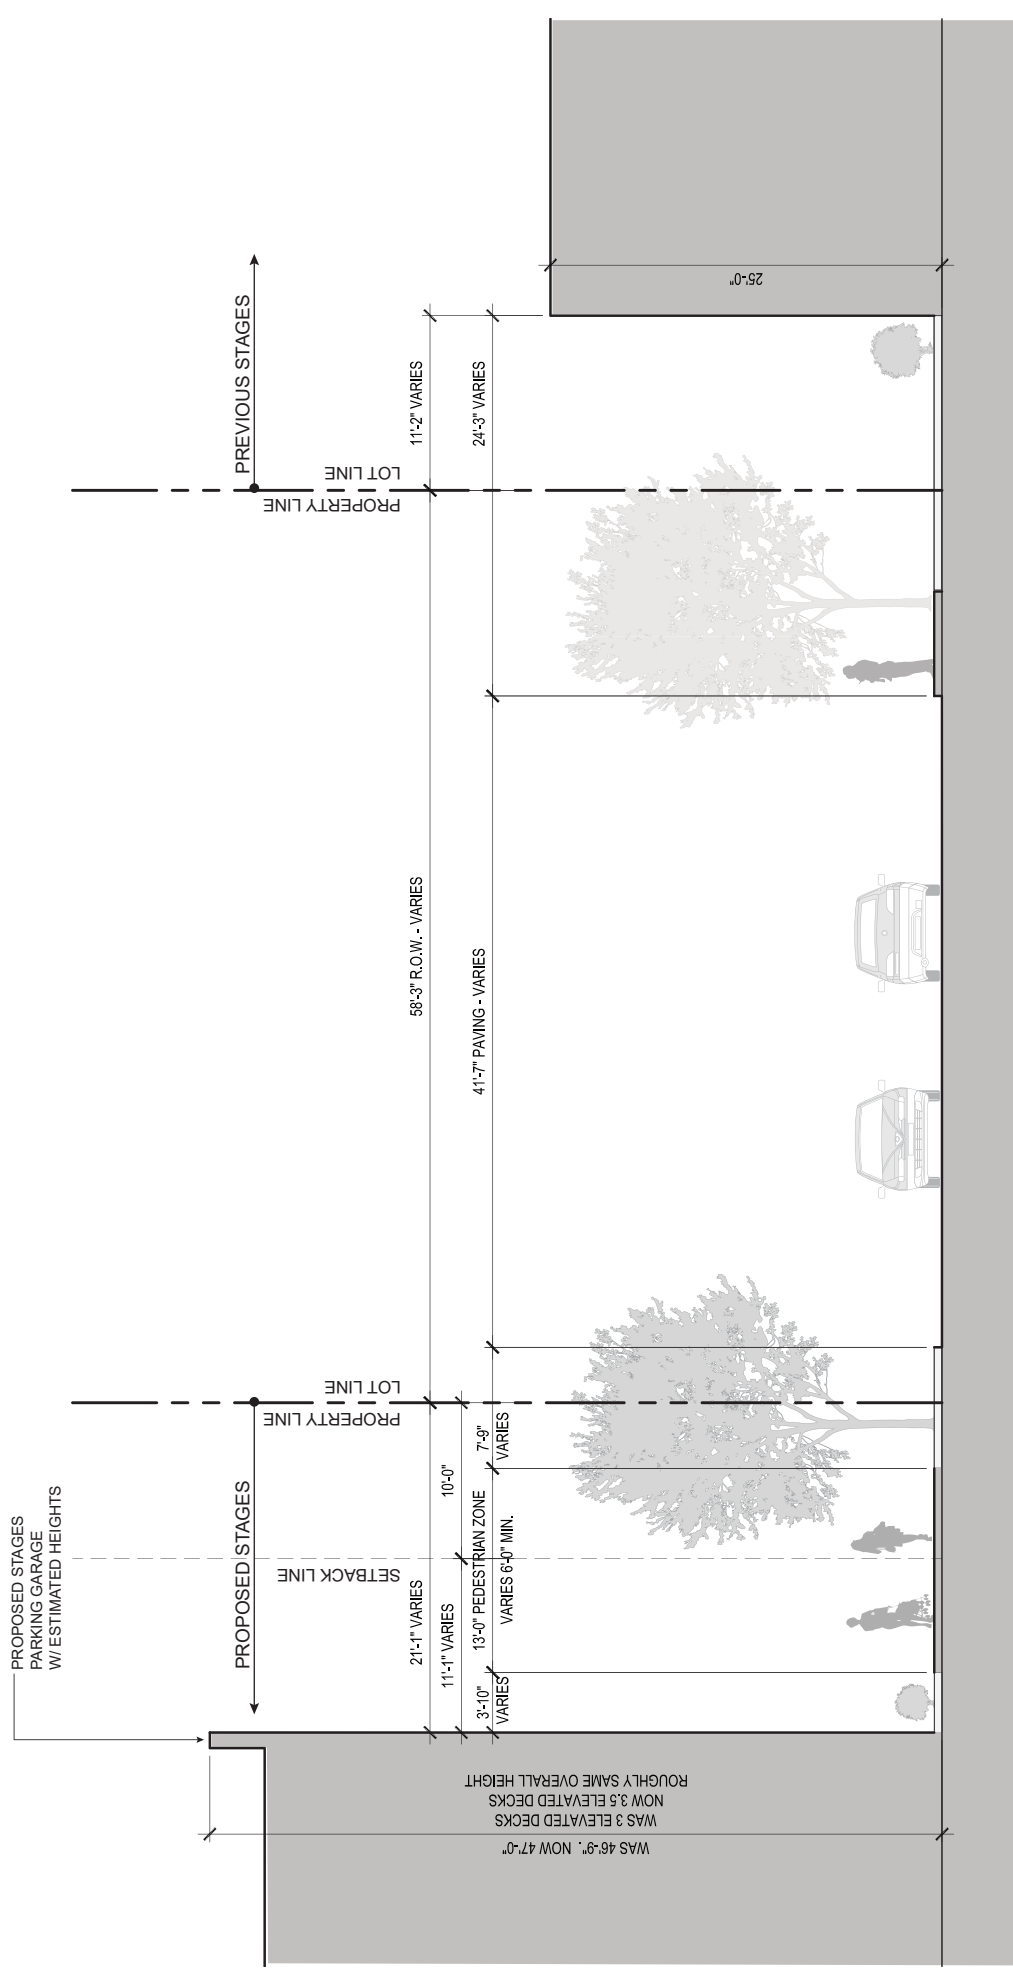 PROPOSED STAGES
PARKING GARAGE
W/ ESTIMATED HEIGHTS
PROPOSED STAGES
PREVIOUS STAGES
SETBACK LINE
PROPERTY LINE
LOT LINE
PROPERTY LINE
LOT LINE
21'-1" VARIES
58'-3" R.O.W. - VARIES
11'-2" VARIES
11'-1" VARIES
10'-0"
3'-10"
VARIES
13'-0" PEDESTRIAN ZONE
VARIES 6'-0" MIN.
7'-9"
VARIES
41'-7" PAVING - VARIES
24'-3" VARIES
WAS 46'-9". NOW 47'-0"
WAS 3 ELEVATED DECKS
NOW 3.5 ELEVATED DECKS
ROUGHLY SAME OVERALL HEIGHT
25'-0"